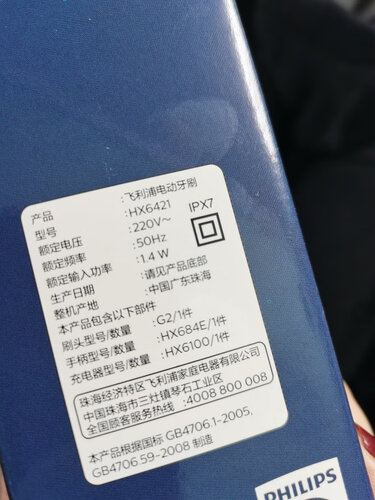 产品 :飞利浦电动牙刷
型号 :HX6421 IPX7
额定电压 :220V～
额定频率 :50Hz
额定输入功率 :1.4 W
生产日期 :请见产品底部
整机产地 :中国广东珠海
本产品包含以下部件
刷头型号/数量 :G2/1件
手柄型号/数量 :HX684E/1件
充电器型号/数量 :HX6100/1件
珠海经济特区飞利浦家庭电器有限公司
中国珠海市三灶镇琴石工业区
全国顾客服务热线 :4008 800 008
本产品根据国标 GB4706.1-2005,
GB4706.59-2008 制造
PHILIPS